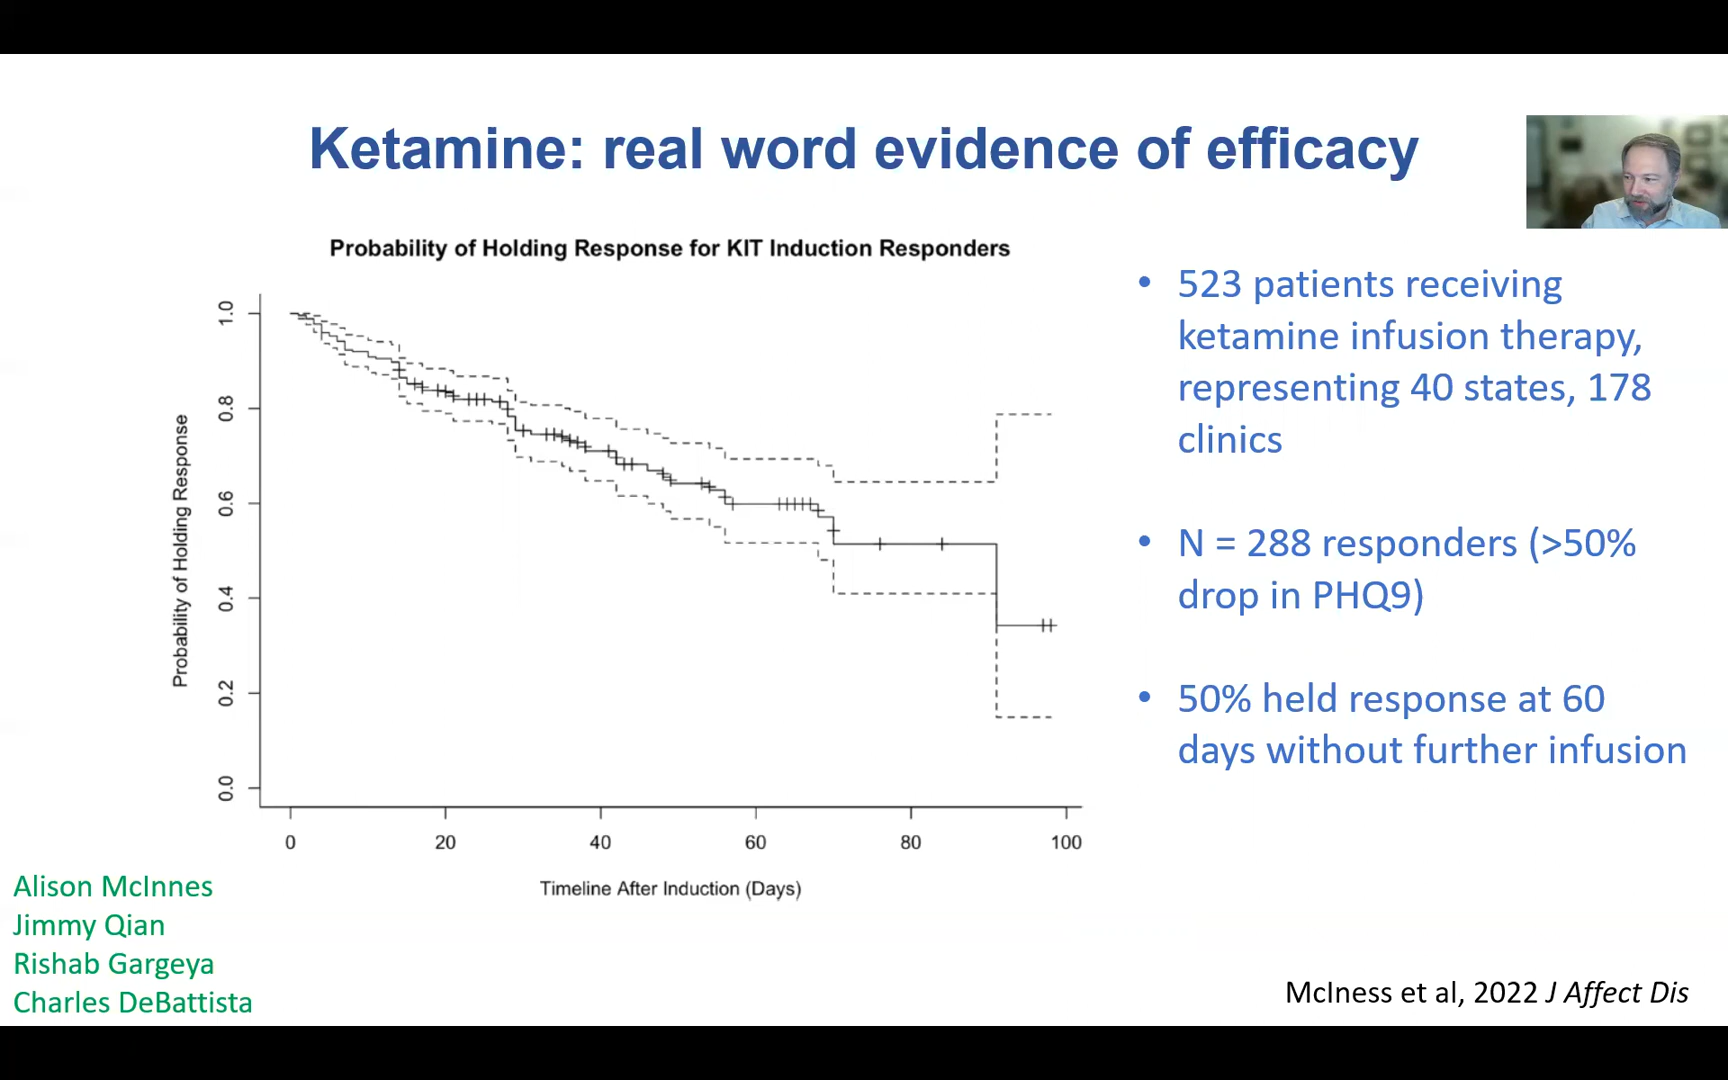 Ketamine: real word evidence of efficacy
Probability of Holding Response for KIT Induction Responders
Probability of Holding Response
1.0
0.8
0.6
0.4
0.2
0.0
0 20 40 60 80 100
Timeline After Induction (Days)
• 523 patients receiving
ketamine infusion therapy,
representing 40 states, 178
clinics
• N = 288 responders (>50%
drop in PHQ9)
• 50% held response at 60
days without further infusion
Alison McInnes
Jimmy Qian
Rishab Gargeya
Charles DeBattista
McIness et al, 2022 J Affect Dis